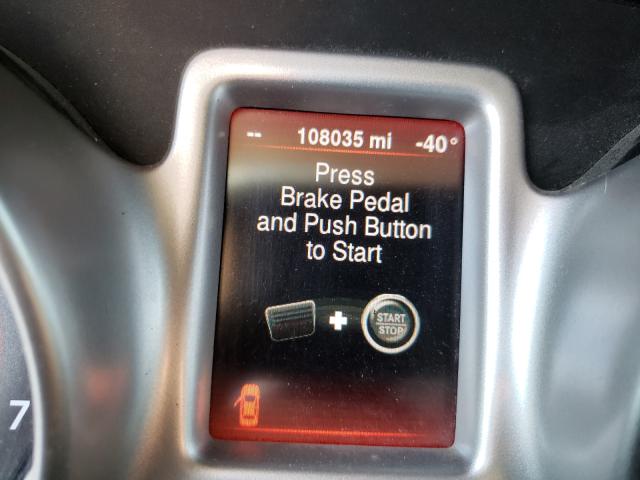 -- 108035 mi -40°
Press
Brake Pedal
and Push Button
to Start
START
STOP
7